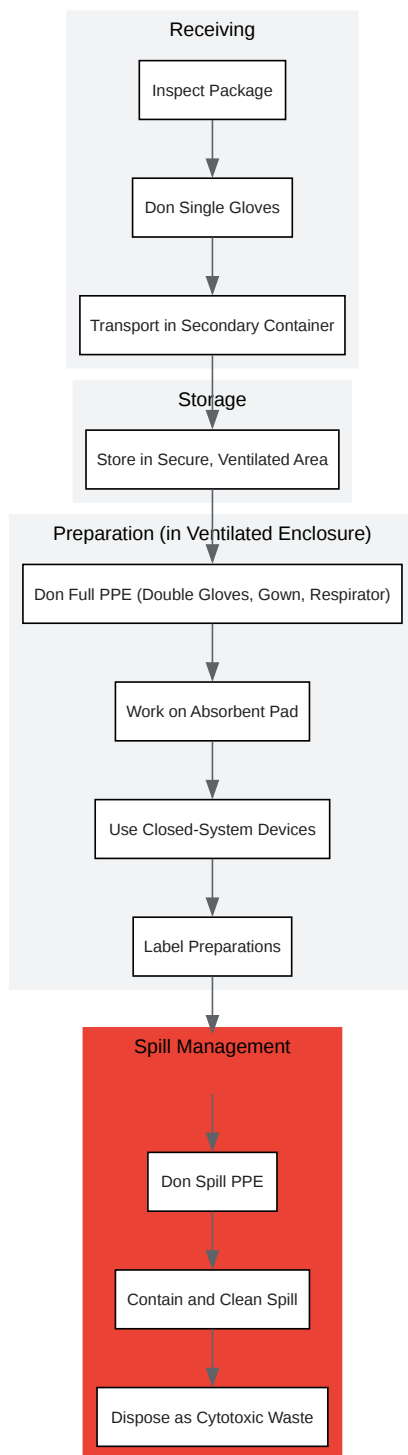 Receiving
Inspect Package
Don Single Gloves
Transport in Secondary Container
Storage
Store in Secure, Ventilated Area
Preparation (in Ventilated Enclosure)
Don Full PPE (Double Gloves, Gown, Respirator)
Work on Absorbent Pad
Use Closed-System Devices
Label Preparations
Spill Management
Don Spill PPE
Contain and Clean Spill
Dispose as Cytotoxic Waste